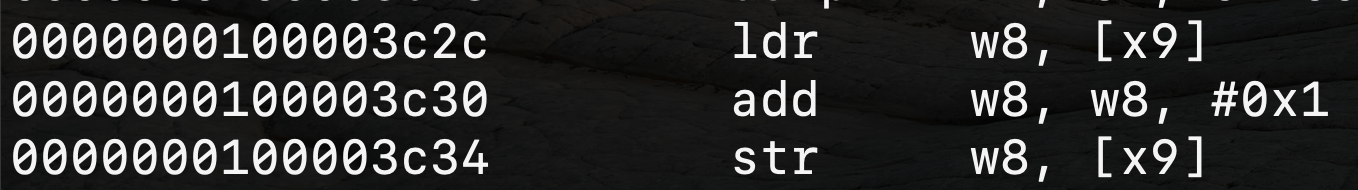 0000000100003c2c ldr w8, [x9]
0000000100003c30 add w8, w8, #0x1
0000000100003c34 str w8, [x9]